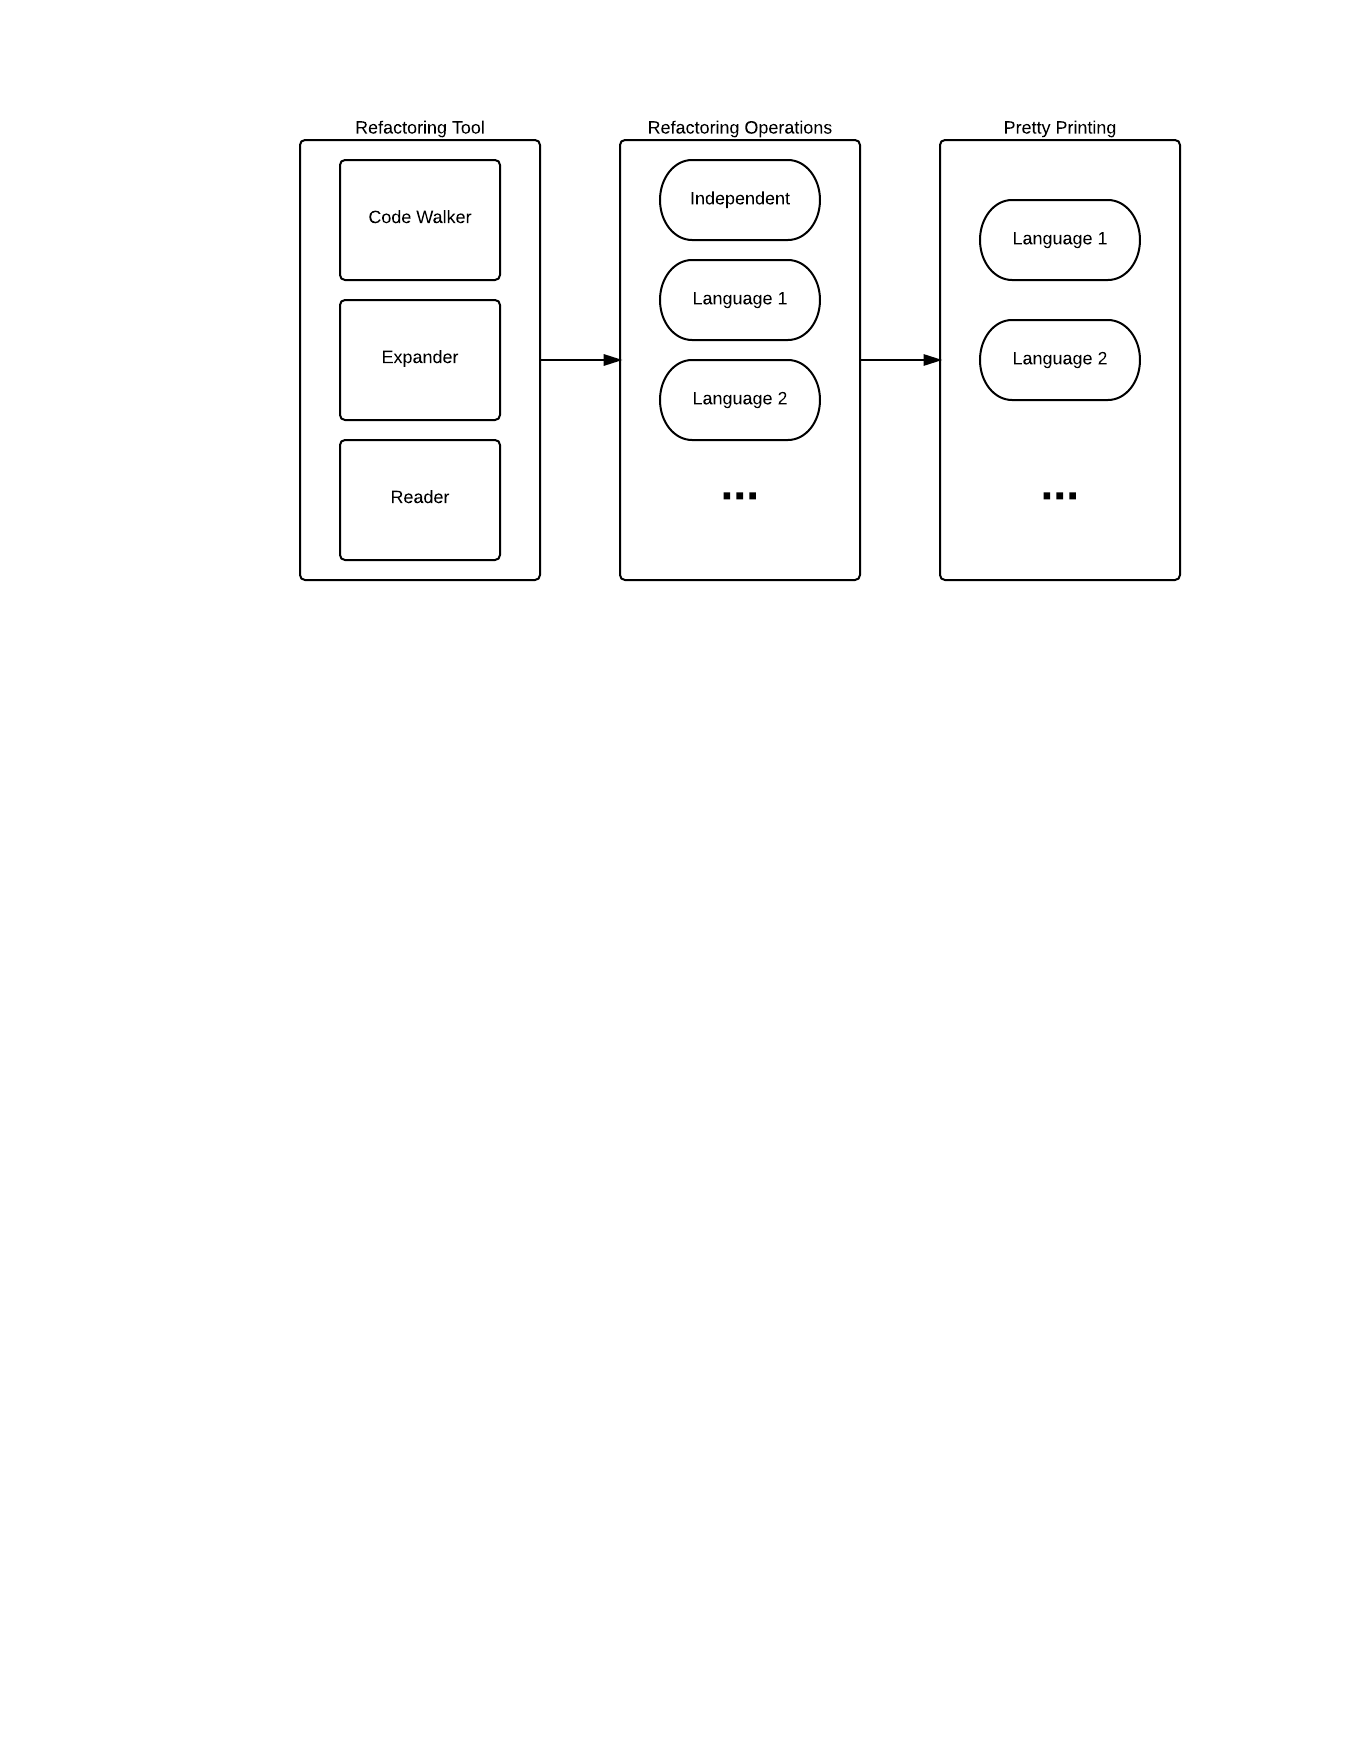 Refactoring Tool
Code Walker
Expander
Reader
Refactoring Operations
Independent
Language 1
Language 2
...
Pretty Printing
Language 1
Language 2
...